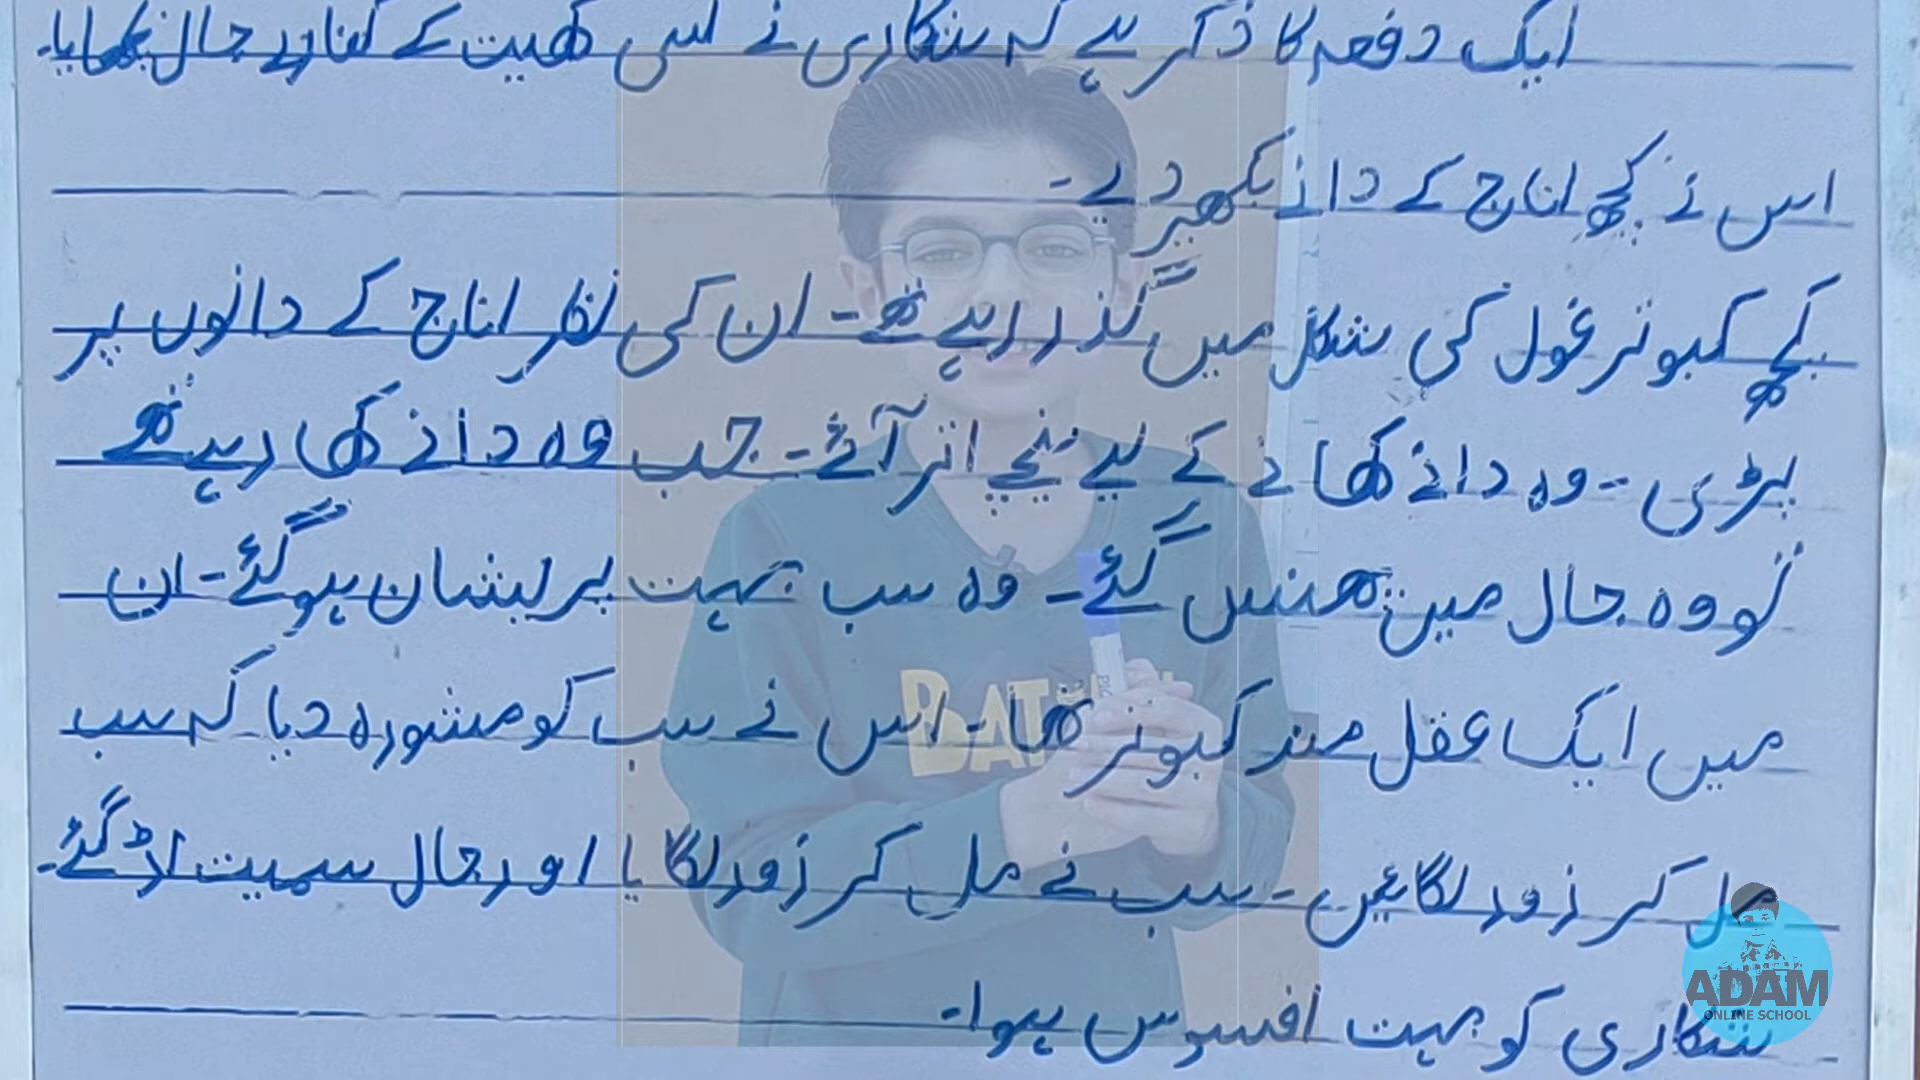 ایک دفعہ کا ذکر ہے کہ شکاری نے کسی کھیت کے کنارے جال بچھایا۔
اس نے کچھ اناج کے دانے بکھیر دیے۔
کچھ کبوتر غول کی شکل میں گذر رہے تھے۔ ان کی نظر اناج کے دانوں پر
پڑی۔ وہ دانے کھانے کے لیے نیچے اتر آئے۔ جب وہ دانے کھا رہے تھے
تو وہ جال میں پھنس گئے۔ وہ سب بہت پریشان ہو گئے۔ ان
میں ایک عقل مند کبوتر تھا۔ اس نے سب کو مشورہ دیا کہ سب
مل کر زور لگائیں۔ سب نے مل کر زور لگایا اور جال سمیت اڑ گئے۔
شکاری کو بہت افسوس ہوا۔
ADAM
ONLINE SCHOOL